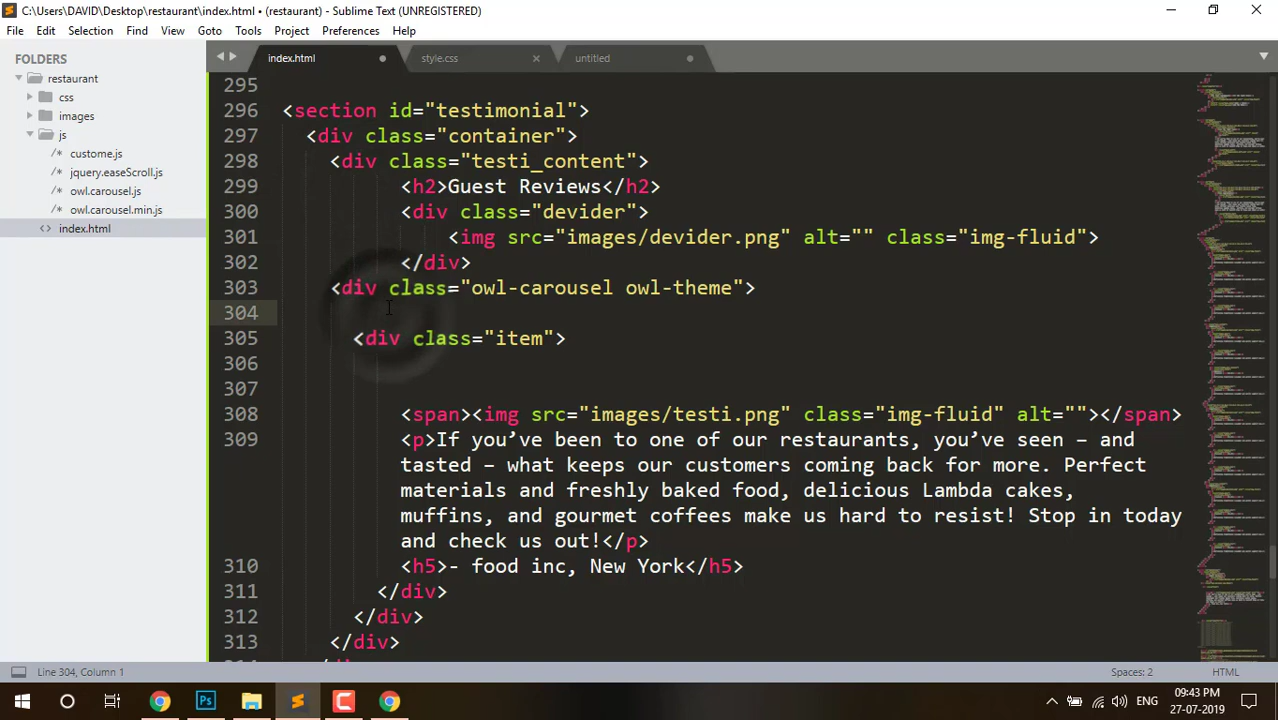 C:\Users\DAVID\Desktop\restaurant\index.html • (restaurant) - Sublime Text (UNREGISTERED)
File Edit Selection Find View Goto Tools Project Preferences Help
FOLDERS
restaurant
css
images
js
/* custome.js
/* jquery.easeScroll.js
/* owl.carousel.js
/* owl.carousel.min.js
<> index.html
index.html style.css untitled
295
296 <section id="testimonial">
297 <div class="container">
298 <div class="testi_content">
299 <h2>Guest Reviews</h2>
300 <div class="devider">
301 <img src="images/devider.png" alt="" class="img-fluid">
302 </div>
303 <div class="owl-carousel owl-theme">
304
305 <div class="item">
306
307
308 <span><img src="images/testi.png" class="img-fluid" alt=""></span>
309 <p>If you’ve been to one of our restaurants, you’ve seen – and
tasted – what keeps our customers coming back for more. Perfect
materials and freshly baked food, delicious Lambda cakes,
muffins, and gourmet coffees make us hard to resist! Stop in today
and check us out!</p>
310 <h5>- food inc, New York</h5>
311 </div>
312 </div>
313 </div>
Line 304, Column 1 Spaces: 2 HTML
ENG 09:43 PM
27-07-2019